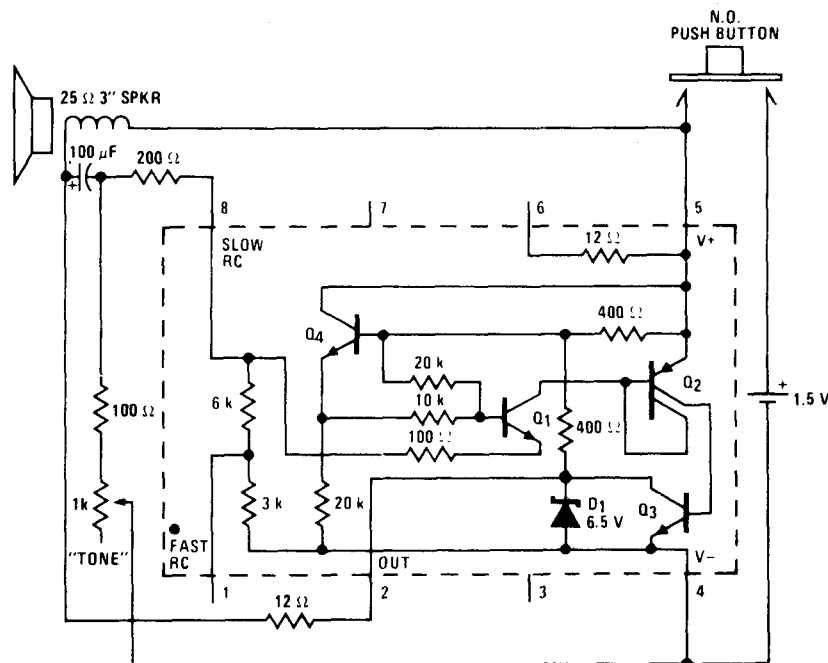 N.O.
PUSH BUTTON
25 Ω 3" SPKR
100 μF
+
200 Ω
8
7
6
5
SLOW
RC
12 Ω
V+
Q4
400 Ω
20 k
Q2
6 k
10 k
Q1
+
1.5 V
100 Ω
100 Ω
400 Ω
1k
3 k
20k
D1
6.5 V
Q3
"TONE"
FAST
RC
OUT
V−
1
12 Ω
2
3
4